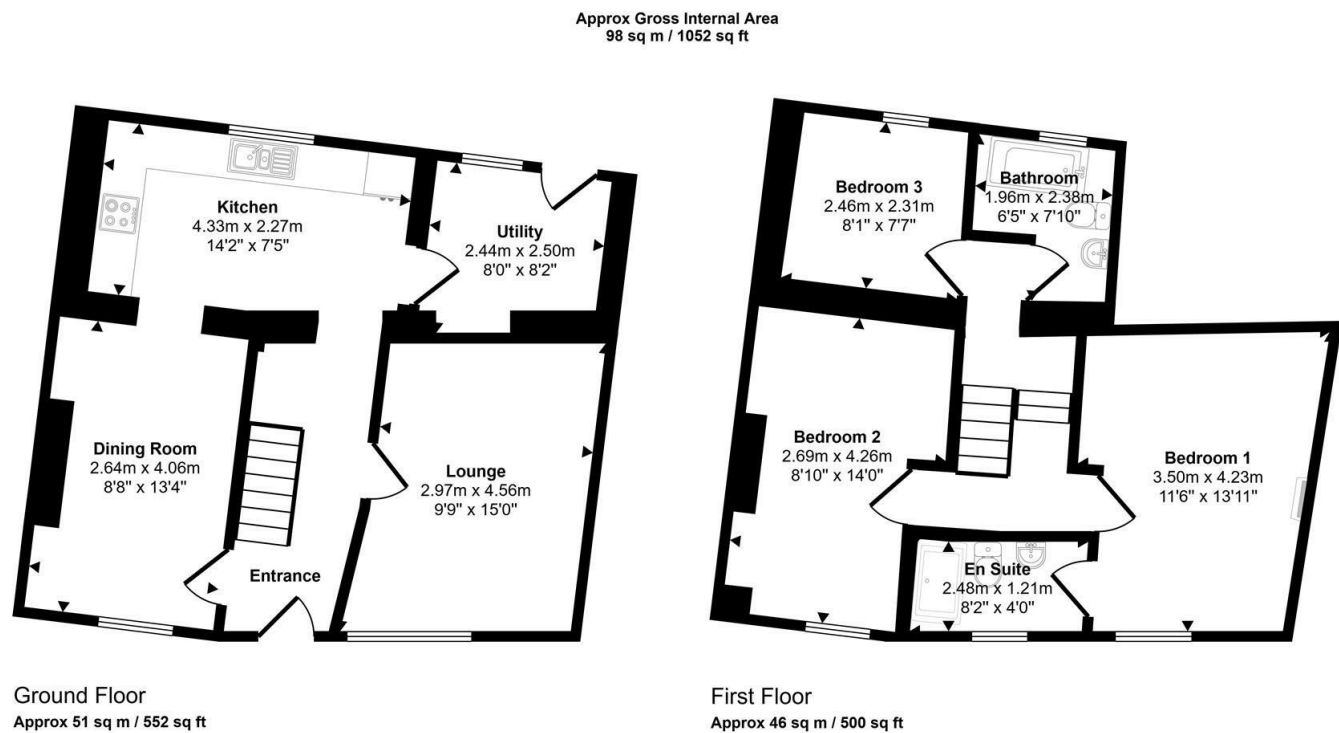 Approx Gross Internal Area
98 sq m / 1052 sq ft
Kitchen
4.33m x 2.27m
14'2" x 7'5"
Utility
2.44m x 2.50m
8'0" x 8'2"
Dining Room
2.64m x 4.06m
8'8" x 13'4"
Lounge
2.97m x 4.56m
9'9" x 15'0"
Entrance
Ground Floor
Approx 51 sq m / 552 sq ft
Bedroom 3
2.46m x 2.31m
8'1" x 7'7"
Bathroom
1.96m x 2.38m
6'5" x 7'10"
Bedroom 2
2.69m x 4.26m
8'10" x 14'0"
Bedroom 1
3.50m x 4.23m
11'6" x 13'11"
En Suite
2.48m x 1.21m
8'2" x 4'0"
First Floor
Approx 46 sq m / 500 sq ft